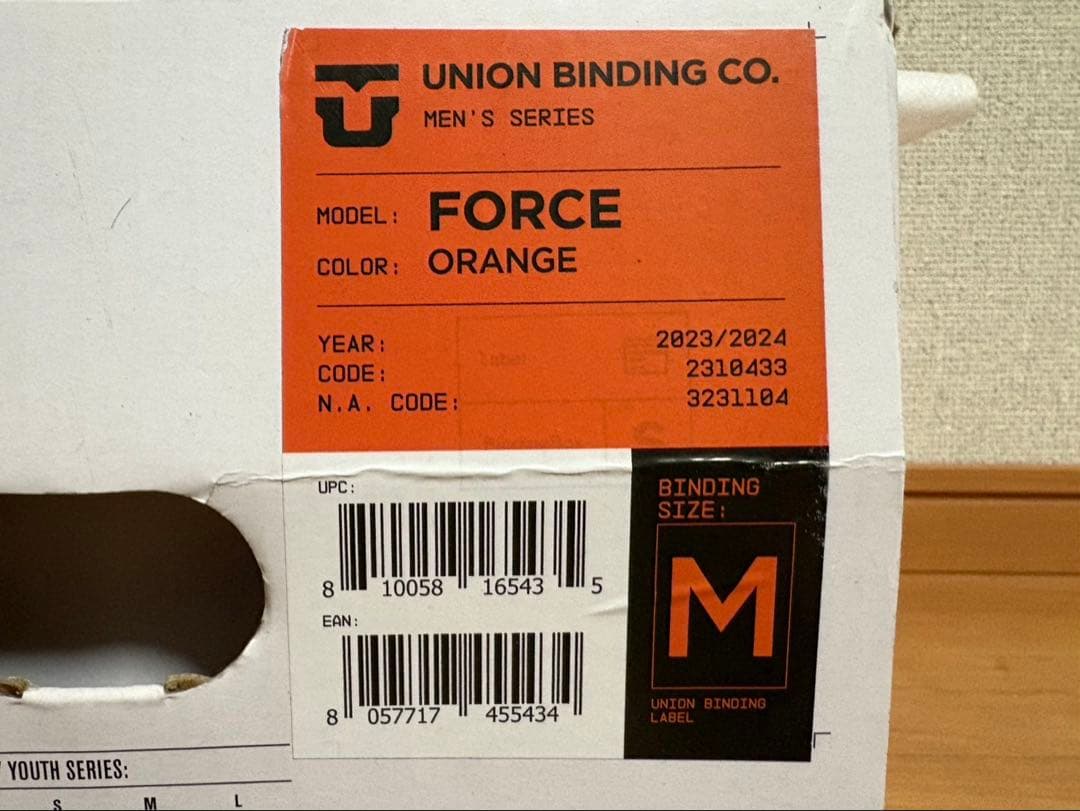 UNION BINDING CO.
MEN'S SERIES
MODEL: FORCE
COLOR: ORANGE
YEAR: 2023/2024
CODE: 2310433
N.A. CODE: 3231104
UPC:
8 10058 16543 5
EAN:
8 057717 455434
BINDING
SIZE:
M
UNION BINDING
LABEL
YOUTH SERIES:
S M L